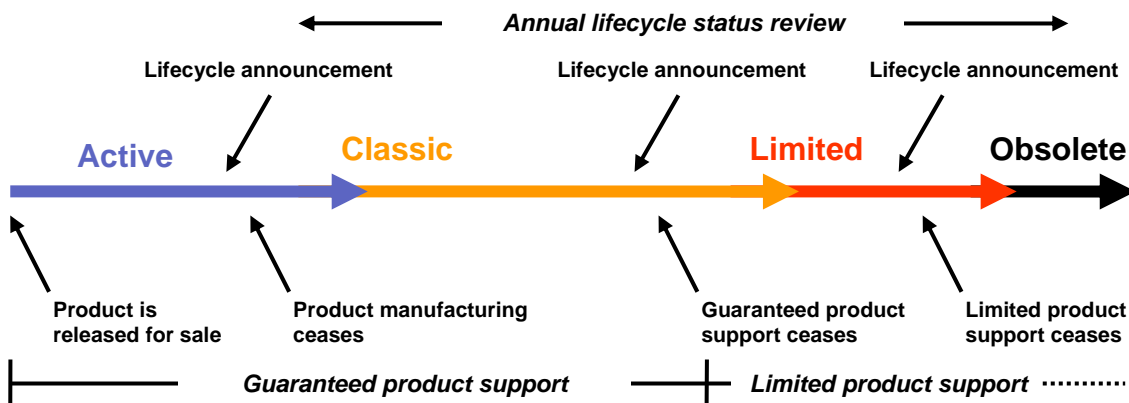 Annual lifecycle status review
Lifecycle announcement
Lifecycle announcement
Lifecycle announcement
Active
Classic
Limited
Obsolete
Product is
released for sale
Product manufacturing
ceases
Guaranteed product
support ceases
Limited product
support ceases
Guaranteed product support
Limited product support